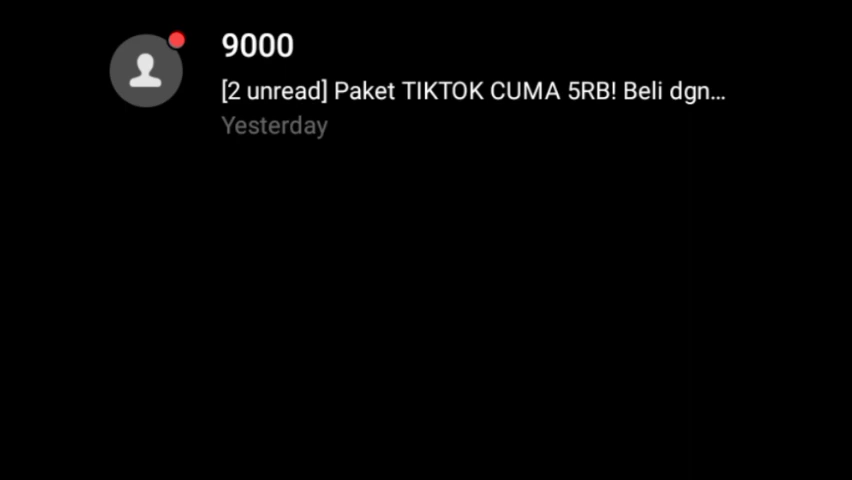 9000
[2 unread] Paket TIKTOK CUMA 5RB! Beli dgn...
Yesterday